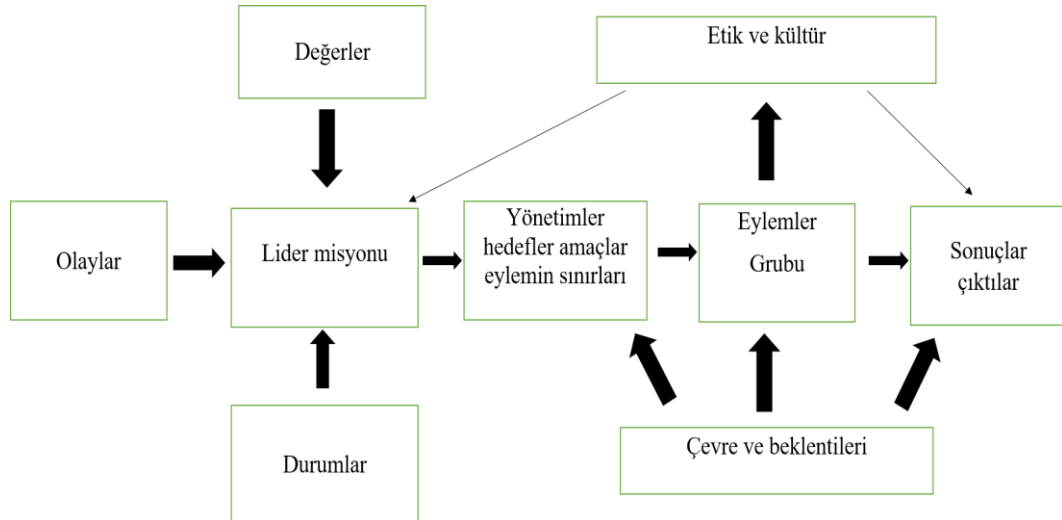 Değerler
Etik ve kültür
Olaylar
Lider misyonu
Yönetimler
hedefler amaçlar
eylemin sınırları
Eylemler
Grubu
Sonuçlar
çıktılar
Durumlar
Çevre ve beklentileri